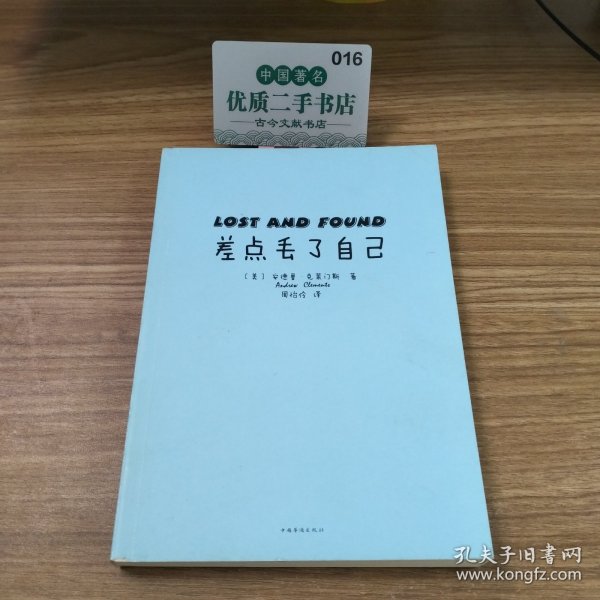 016
中国著名
优质二手书店
古今文献书店
LOST AND FOUND
差点丢了自己
［美］安德鲁·克莱门斯 著
Andrew Clements
周怡伶 译
中国华侨出版社
孔夫子旧书网
www.kongfz.com